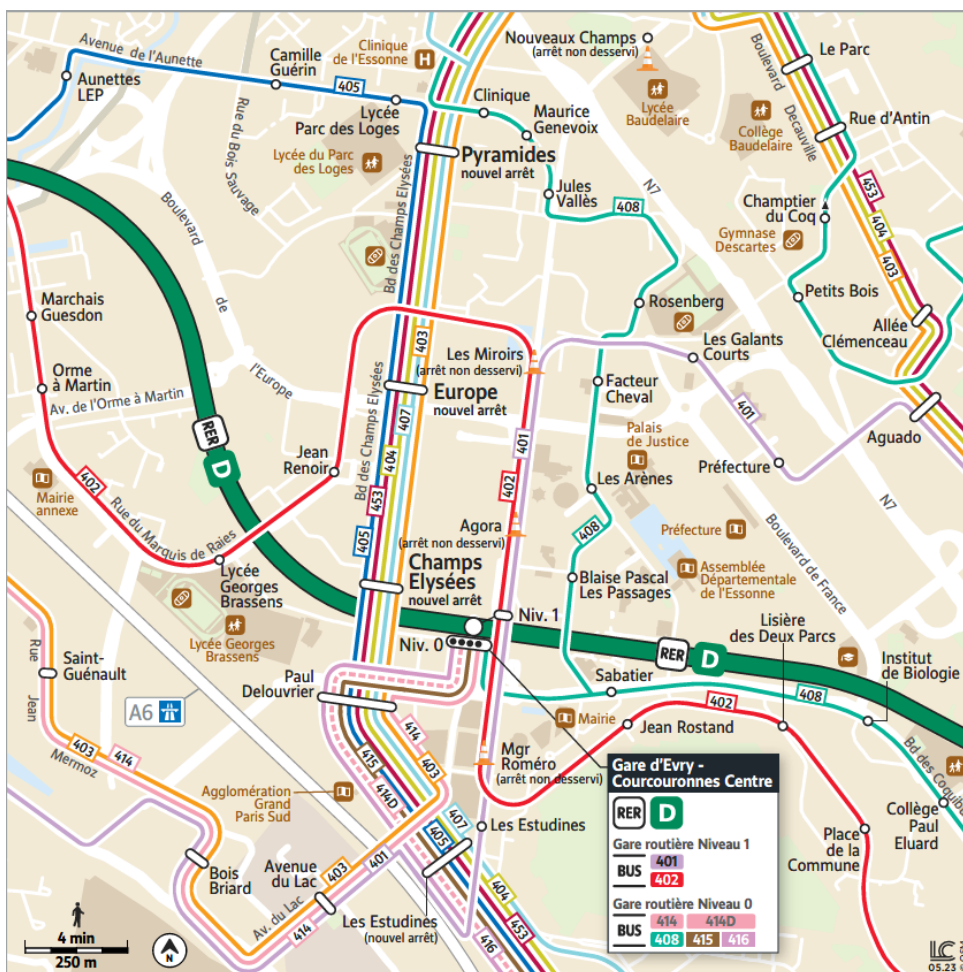 Avenue de l'Aunette
Aunettes
LEP
Camille
Guérin
405
Clinique
de l'Essonne
H
Lycée
Parc des Loges
Rue du Bois Sauvage
Lycée du Parc
des Loges
Nouveaux Champs
(arrêt non desservi)
Clinique
Maurice
Genevoix
Lycée
Baudelaire
Boulevard
Decauville
Le Parc
Rue d'Antin
Collège
Baudelaire
Pyramides
nouvel arrêt
Jules
Vallès
408
N7
Champtier
du Coq
Gymnase
Descartes
453
404
403
Boulevard
de
l'Europe
Bd des Champs Elysées
Marchais
Guesdon
Rosenberg
Petits Bois
Allée
Clémenceau
403
Les Miroirs
(arrêt non desservi)
Les Galants
Courts
Orme
à Martin
Av. de l'Orme à Martin
Europe
nouvel arrêt
Facteur
Cheval
401
Aguado
RER
D
Bd des Champs Elysées
407
404
453
405
401
402
Palais
de Justice
Jean
Renoir
Préfecture
Mairie
annexe
402
Rue du Marquis de Raies
Les Arènes
N7
Agora
(arrêt non desservi)
408
Préfecture
Boulevard de France
Lycée
Georges
Brassens
Champs
Elysées
nouvel arrêt
Blaise Pascal
Les Passages
Assemblée
Départementale
de l'Essonne
Lycée Georges
Brassens
Niv. 1
Niv. 0
RER
D
Lisière
des Deux Parcs
Institut
de Biologie
Rue
Jean
Mermoz
Saint-
Guénault
Paul
Delouvrier
A6
Sabatier
408
402
Mairie
Jean Rostand
403
414
414
403
415
414D
Mgr
Roméro
(arrêt non desservi)
Bd des Coquibus
Agglomération
Grand
Paris Sud
407
405
Les Estudines
Collège
Paul
Eluard
Place
de la
Commune
Bois
Briard
Avenue
du Lac
403
401
Av. du Lac
414
Les Estudines
(nouvel arrêt)
404
453
416
Gare d'Evry -
Courcouronnes Centre
RER D
Gare routière Niveau 1
BUS
401
402
Gare routière Niveau 0
BUS
414 414D
408 415 416
4 min
250 m
N
LC
05.23